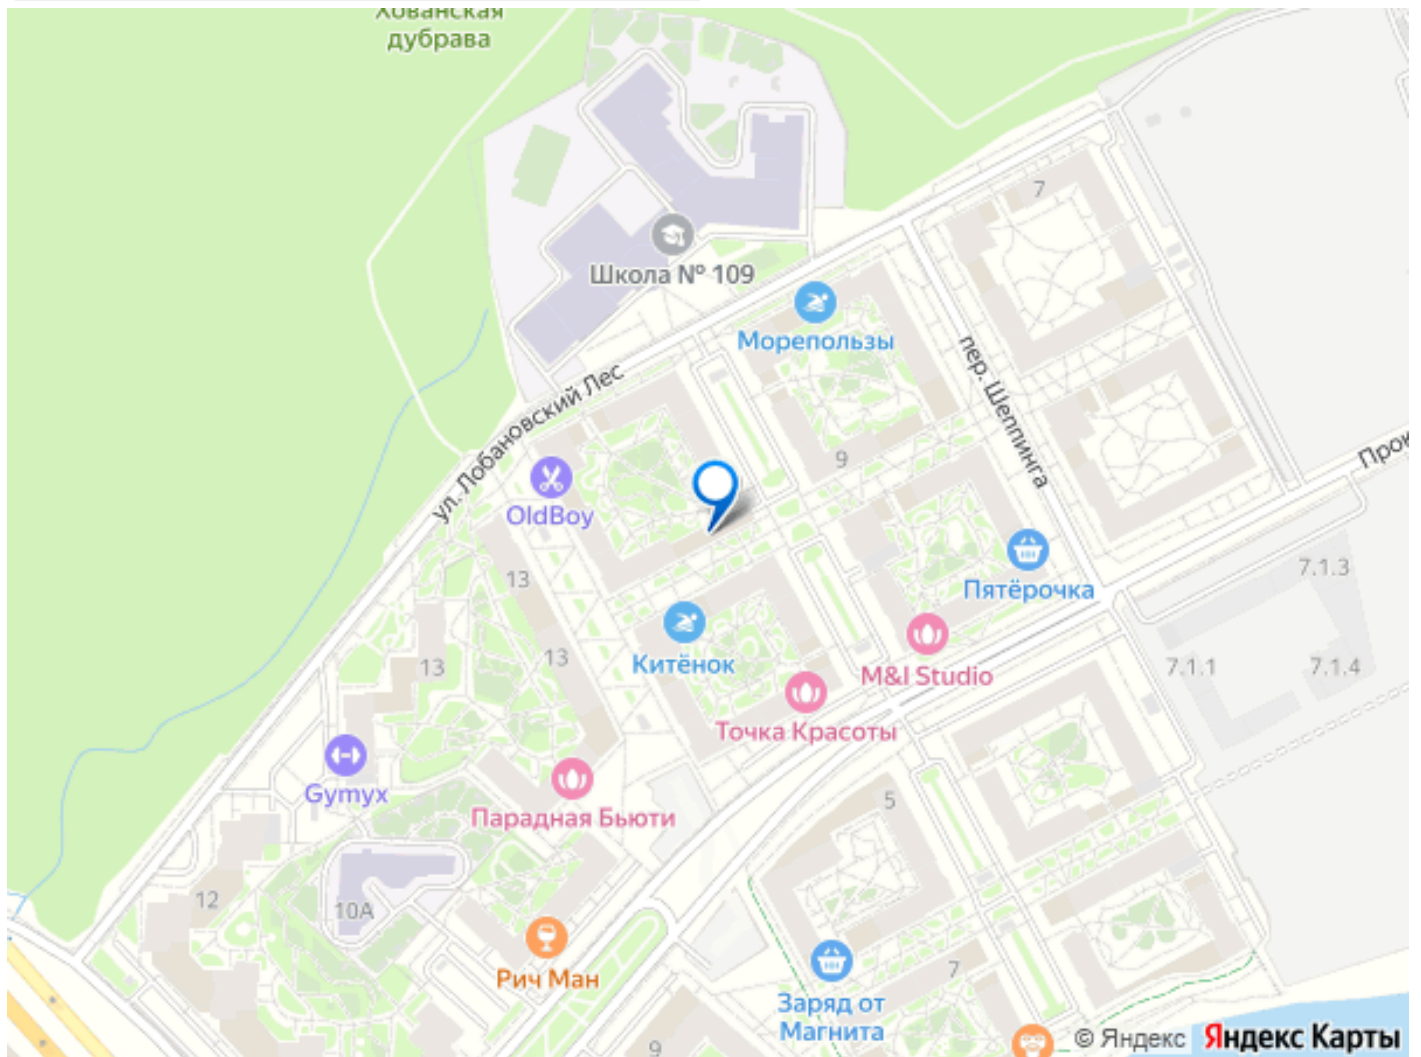 Хованская
дубрава
7
Школа № 109
Морепользы
пер. Шеппинга
ул. Лобановский Лес
9
Прок
OldBoy
13
Пятёрочка
7.1.3
Китёнок
13
13
M&I Studio
7.1.1
7.1.4
Точка Красоты
Gymyx
Парадная Бьюти
5
12
10А
Рич Ман
7
Заряд от
Магнита
9
© Яндекс Яндекс Карты